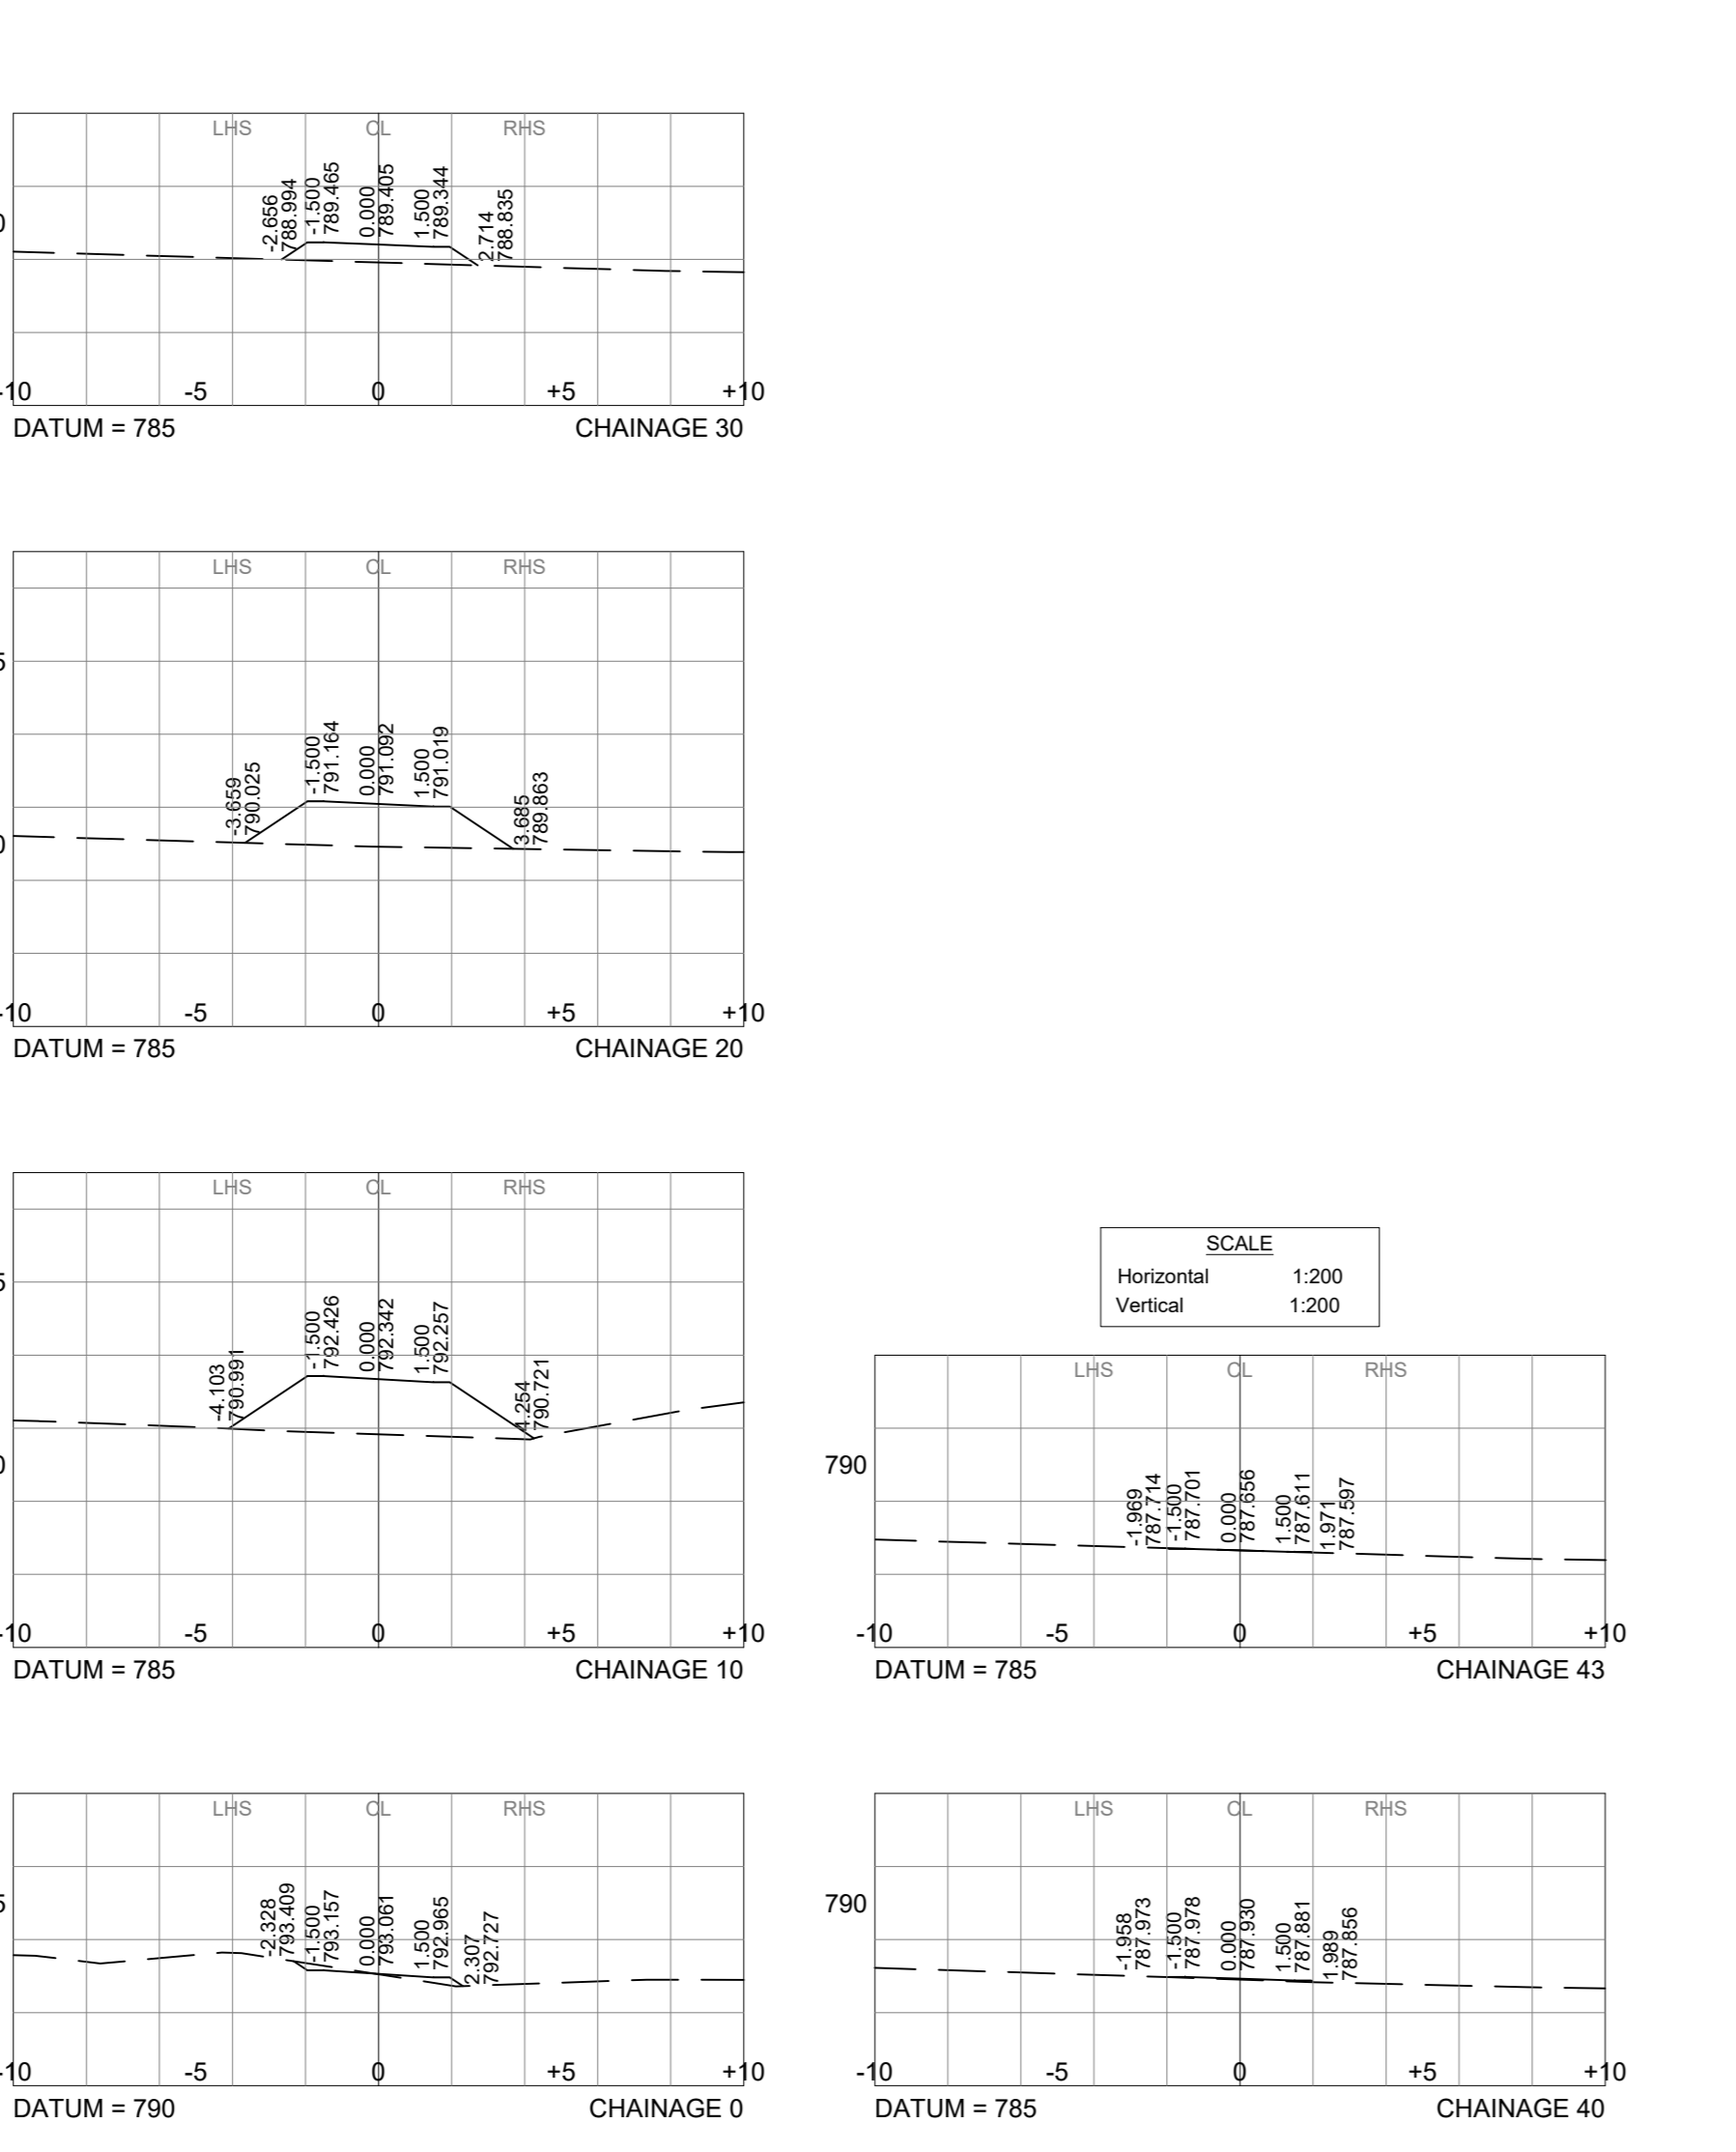 LHS CL RHS
-2.656
788.994
-1.500
789.465
0.000
789.405
1.500
789.344
2.714
788.835
-10 -5 0 +5 +10
DATUM = 785 CHAINAGE 30
LHS CL RHS
-3.659
790.025
-1.500
791.164
0.000
791.092
1.500
791.019
3.685
789.863
-10 -5 0 +5 +10
DATUM = 785 CHAINAGE 20
LHS CL RHS
-4.103
790.991
-1.500
792.426
0.000
792.342
1.500
792.257
4.254
790.721
-10 -5 0 +5 +10
DATUM = 785 CHAINAGE 10
LHS CL RHS
-2.328
793.409
-1.500
793.157
0.000
793.061
1.500
792.965
2.307
792.727
-10 -5 0 +5 +10
DATUM = 790 CHAINAGE 0
SCALE
Horizontal 1:200
Vertical 1:200
LHS CL RHS
790
-1.969
787.714
-1.500
787.701
0.000
787.656
1.500
787.611
1.971
787.597
-10 -5 0 +5 +10
DATUM = 785 CHAINAGE 43
LHS CL RHS
790
-1.958
787.973
-1.500
787.978
0.000
787.930
1.500
787.881
1.989
787.856
-10 -5 0 +5 +10
DATUM = 785 CHAINAGE 40